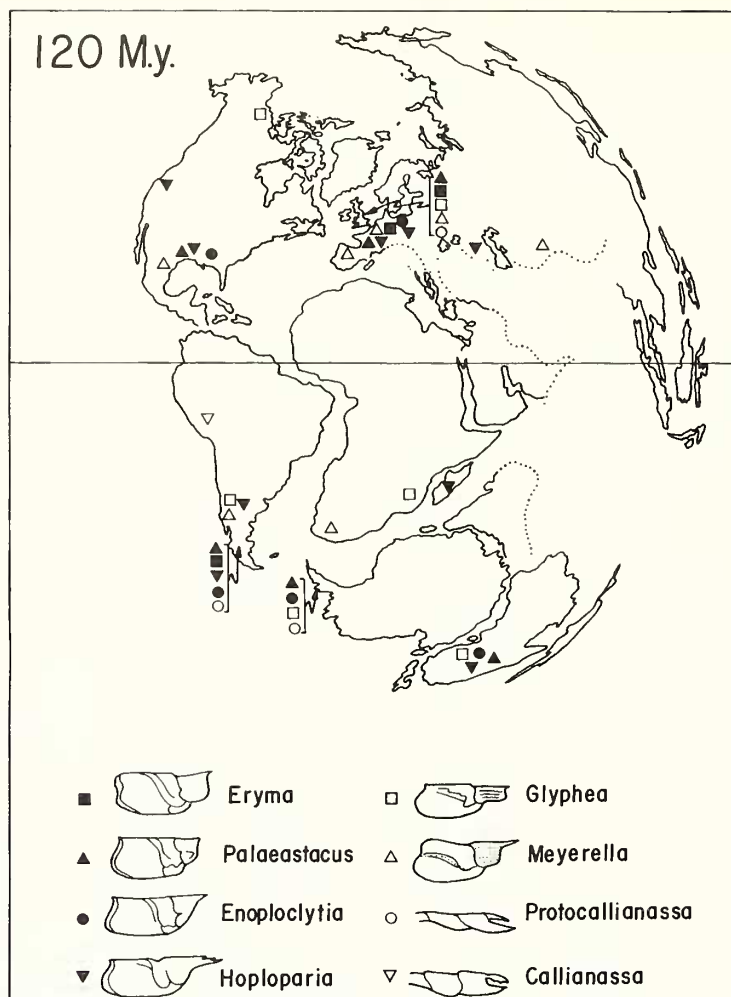 120 M.y.
Eryma
Glyphea
Palaeastacus
Meyerella
Enoploclytia
Protocallianassa
Hoploparia
Callianassa